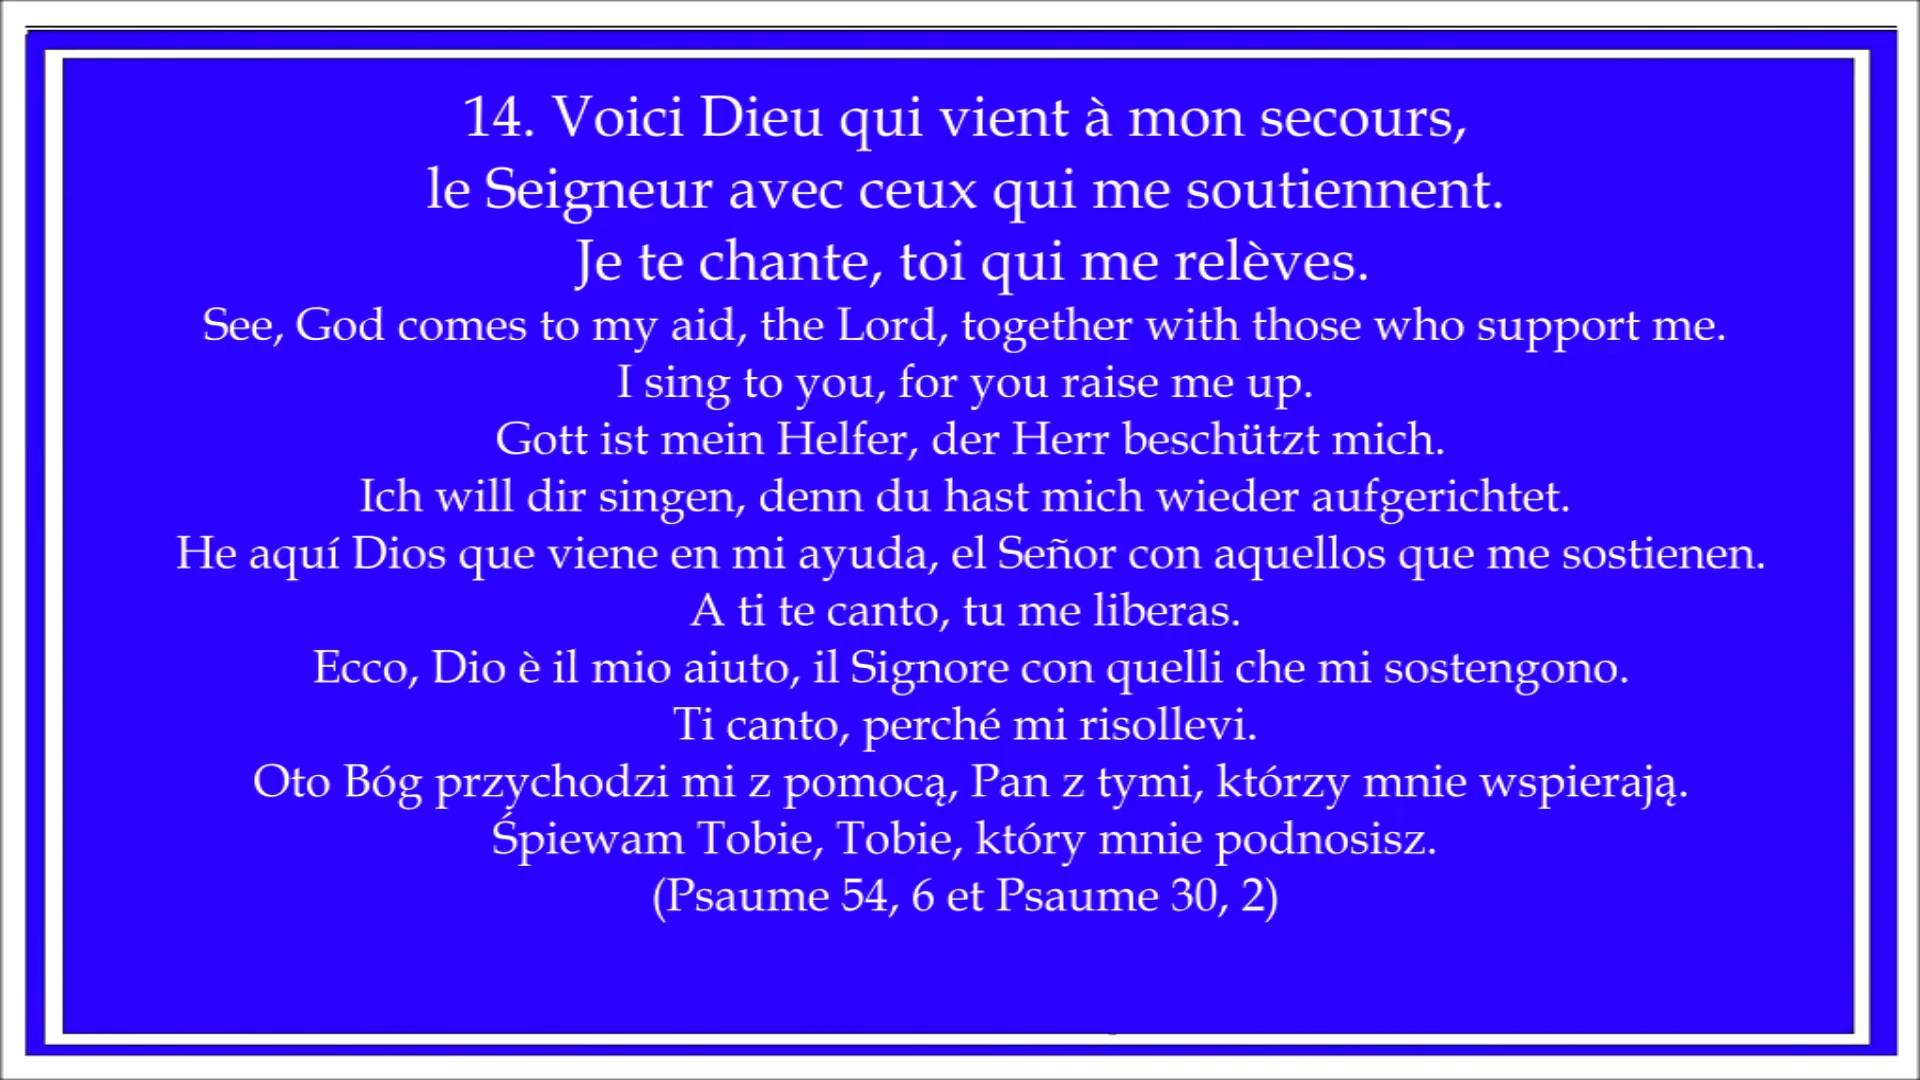 14. Voici Dieu qui vient à mon secours,
le Seigneur avec ceux qui me soutiennent.
Je te chante, toi qui me relèves.
See, God comes to my aid, the Lord, together with those who support me.
I sing to you, for you raise me up.
Gott ist mein Helfer, der Herr beschützt mich.
Ich will dir singen, denn du hast mich wieder aufgerichtet.
He aquí Dios que viene en mi ayuda, el Señor con aquellos que me sostienen.
A ti te canto, tu me liberas.
Ecco, Dio è il mio aiuto, il Signore con quelli che mi sostengono.
Ti canto, perché mi risollevi.
Oto Bóg przychodzi mi z pomocą, Pan z tymi, którzy mnie wspierają.
Śpiewam Tobie, Tobie, który mnie podnosisz.
(Psaume 54, 6 et Psaume 30, 2)